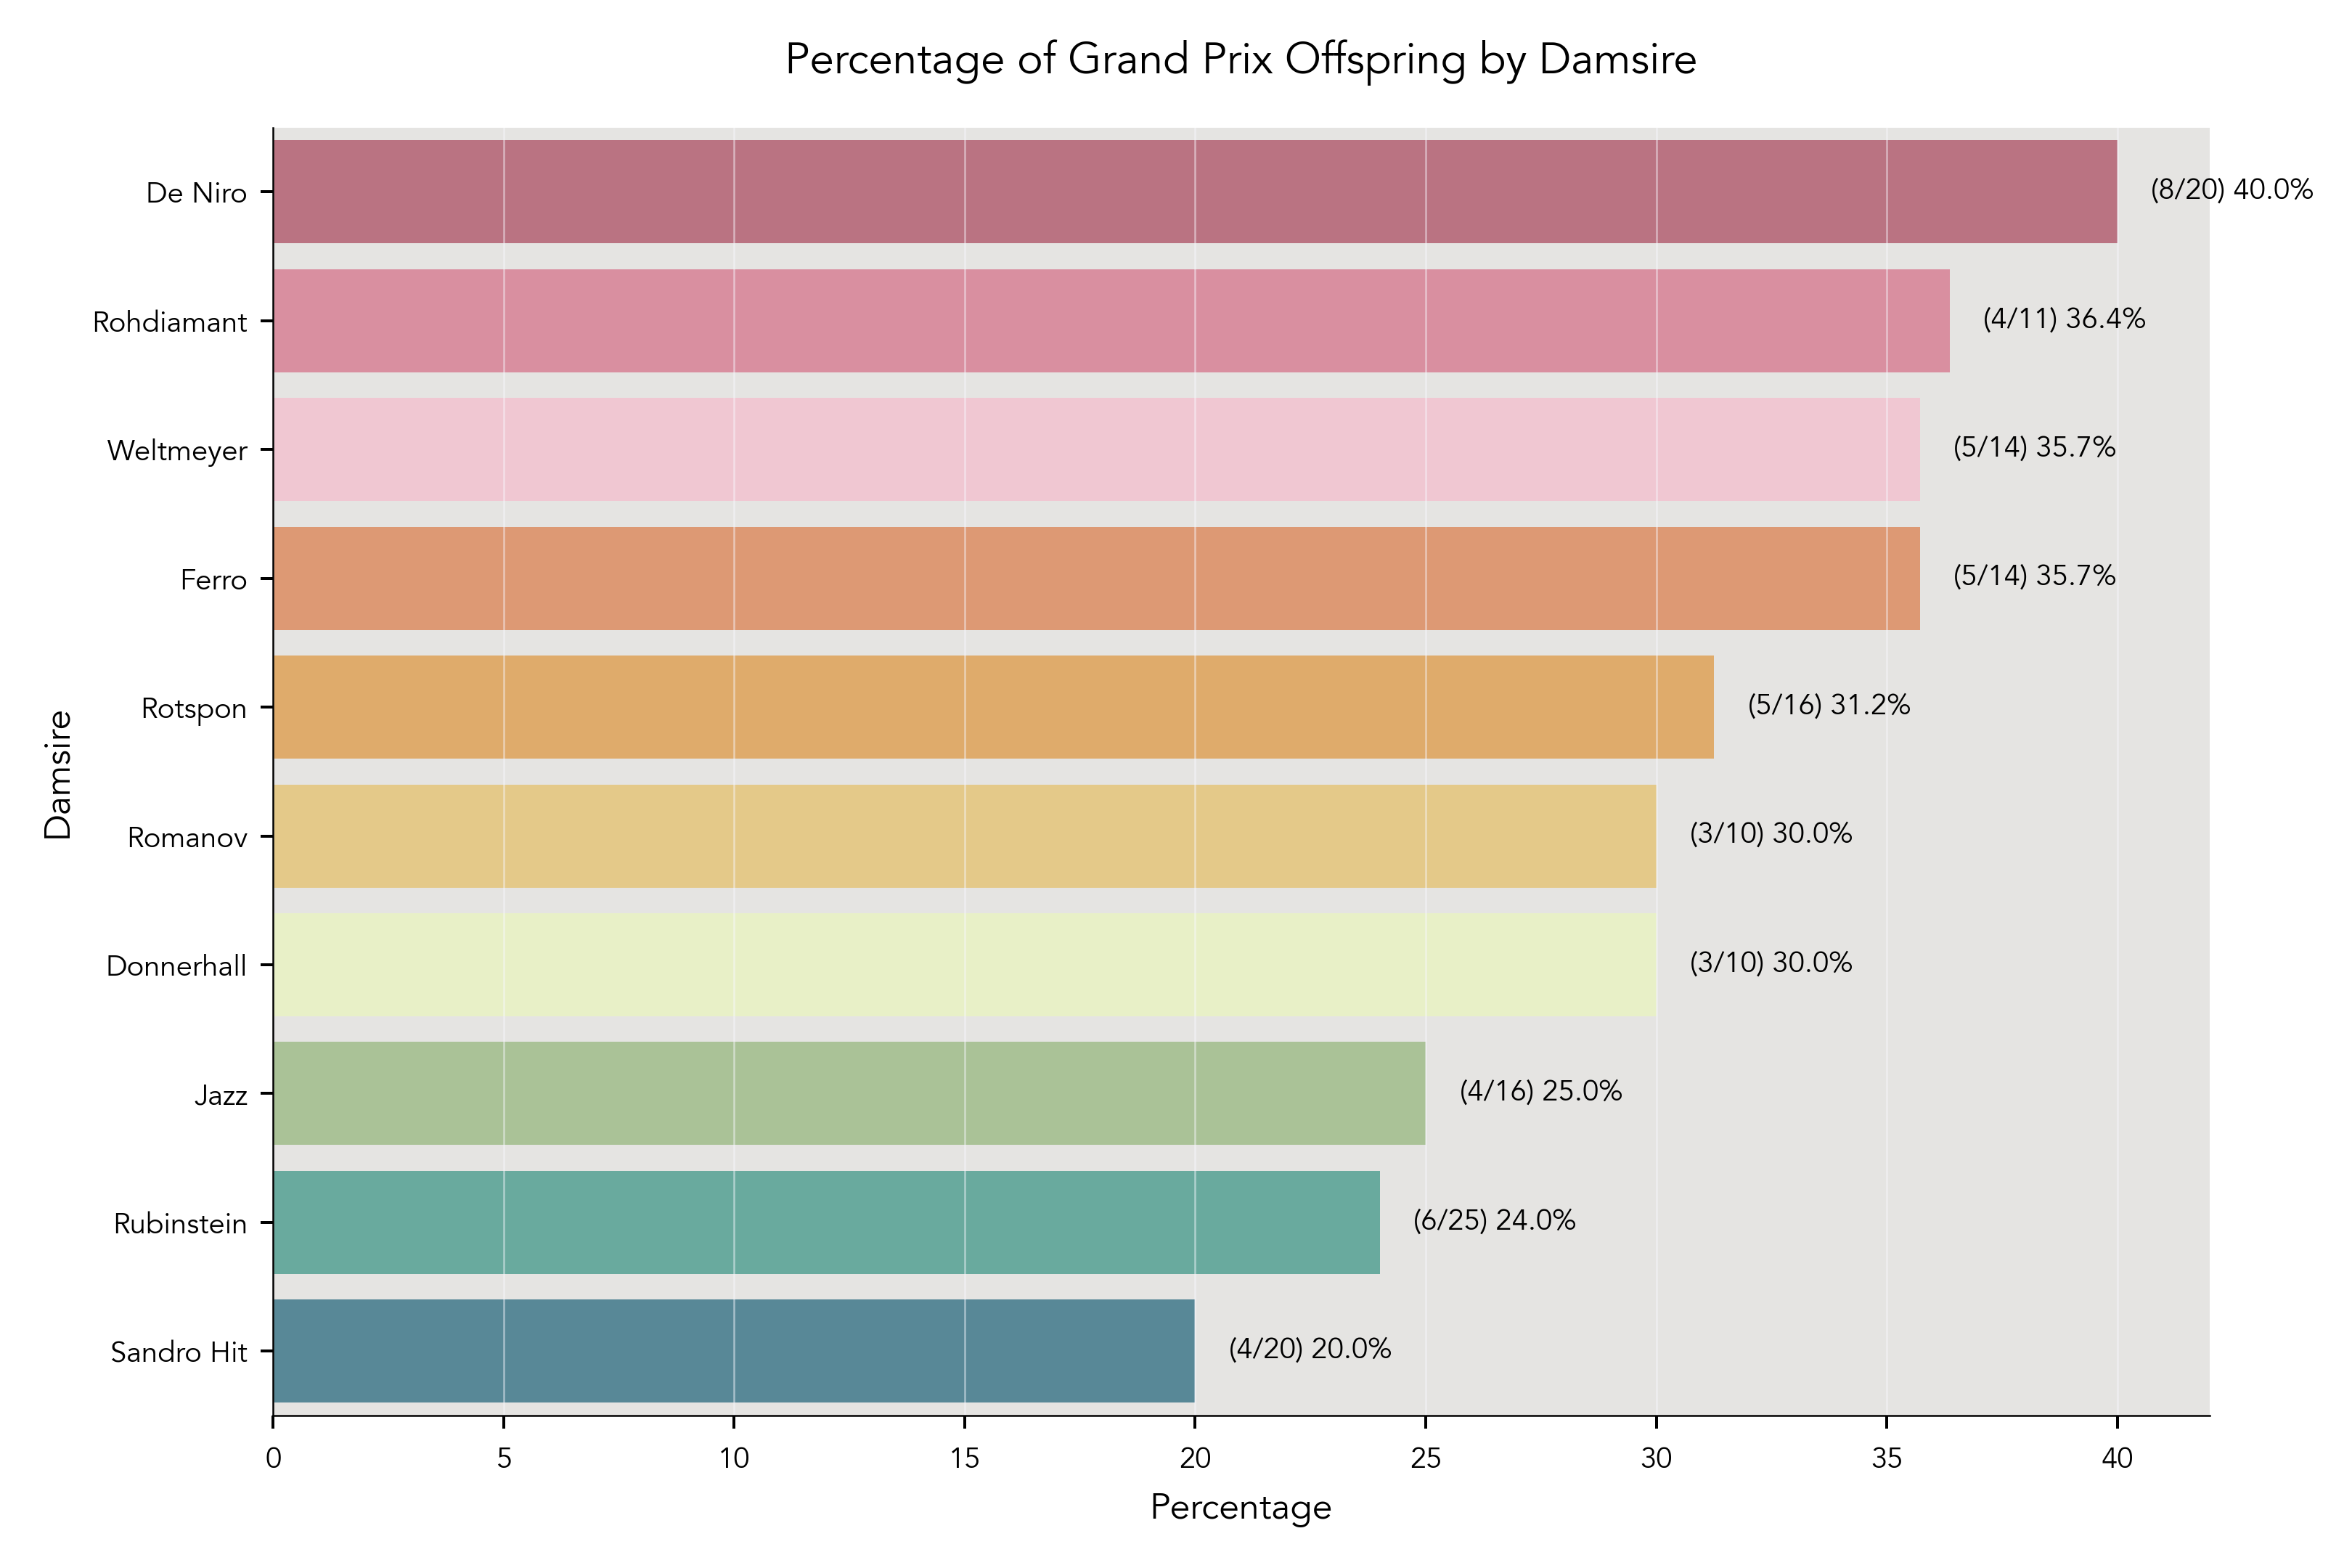 Percentage of Grand Prix Offspring by Damsire
De Niro (8/20) 40.0%
Rohdiamant (4/11) 36.4%
Weltmeyer (5/14) 35.7%
Ferro (5/14) 35.7%
Rotspon (5/16) 31.2%
Damsire
Romanov (3/10) 30.0%
Donnerhall (3/10) 30.0%
Jazz (4/16) 25.0%
Rubinstein (6/25) 24.0%
Sandro Hit (4/20) 20.0%
0 5 10 15 20 25 30 35 40
Percentage